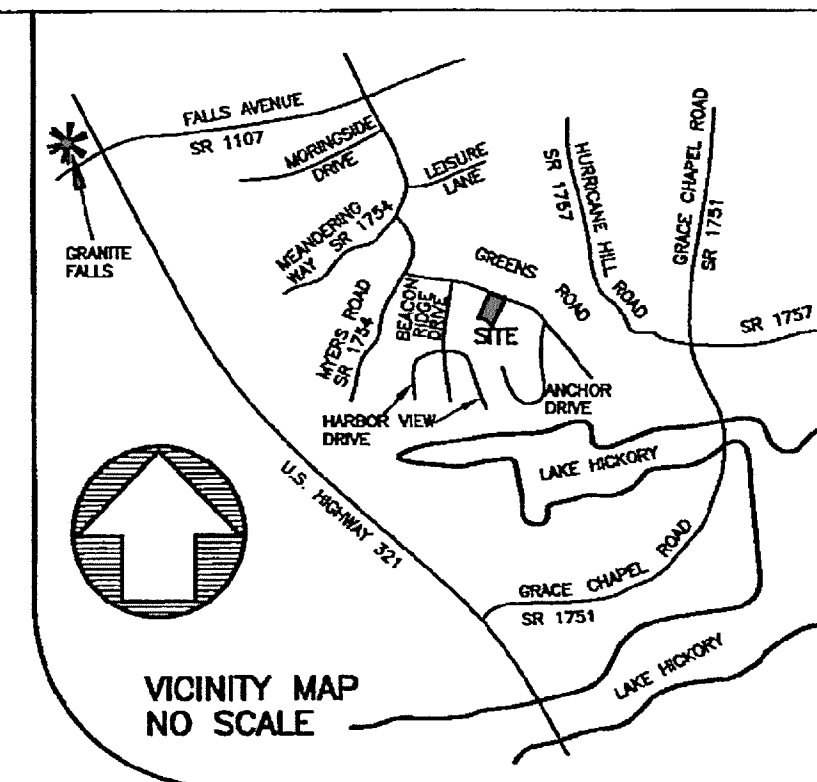 FALLS AVENUE
SR 1107
MORINGSIDE
DRIVE
LEISURE
LANE
HURRICANE HILL ROAD
SR 1757
GRACE CHAPEL ROAD
SR 1751
GRANITE
FALLS
MEANDERING
WAY SR 1754
GREENS ROAD
MYERS ROAD
SR 1754
BEACON
RIDGE
DRIVE
SITE
SR 1757
ANCHOR
DRIVE
HARBOR VIEW
DRIVE
LAKE HICKORY
U.S. HIGHWAY 321
GRACE CHAPEL ROAD
SR 1751
LAKE HICKORY
VICINITY MAP
NO SCALE